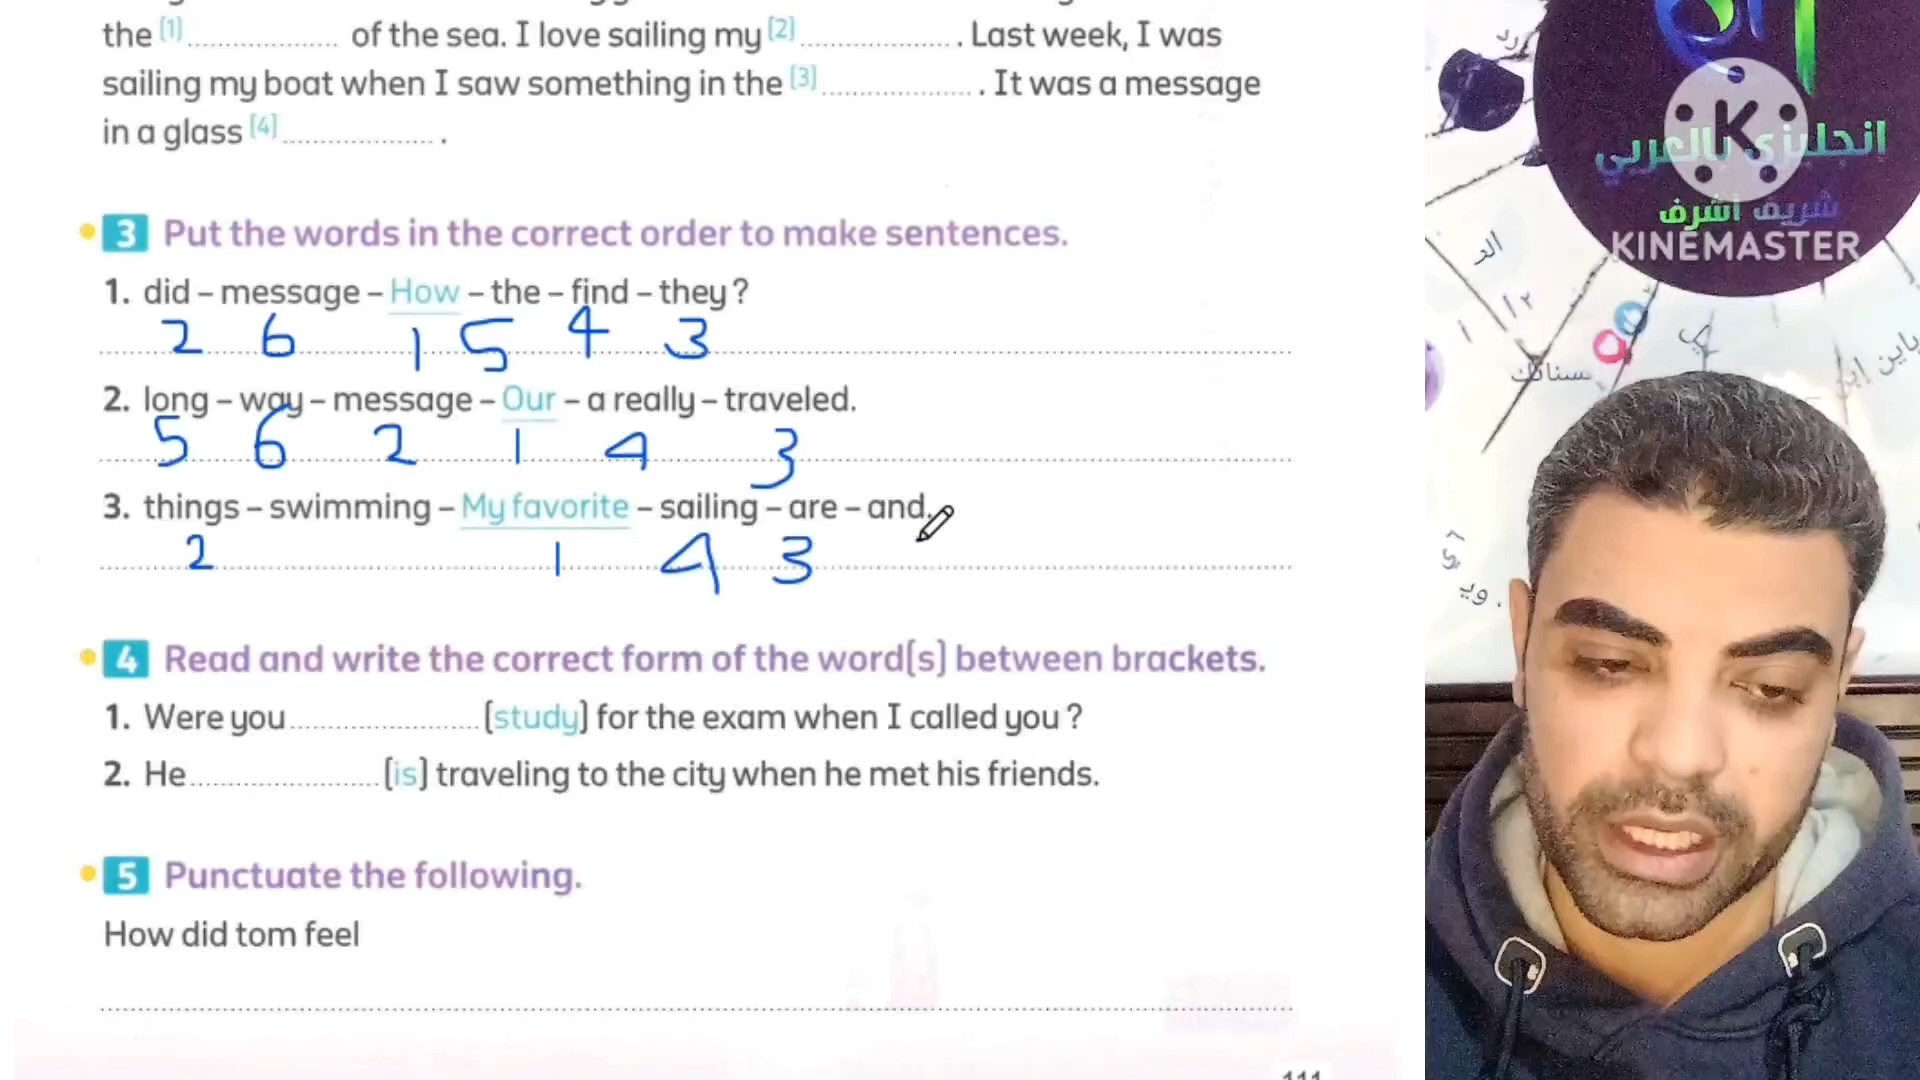 the [1] .................. of the sea. I love sailing my [2] .................. . Last week, I was
sailing my boat when I saw something in the [3] .................. . It was a message
in a glass [4] .................. .
3 Put the words in the correct order to make sentences.
1. did – message – How – the – find – they?
2 6 1 5 4 3
2. long – way – message – Our – a really – traveled.
5 6 2 1 4 3
3. things – swimming – My favorite – sailing – are – and.
2 1 4 3
4 Read and write the correct form of the word(s) between brackets.
1. Were you .................. (study) for the exam when I called you?
2. He .................. (is) traveling to the city when he met his friends.
5 Punctuate the following.
How did tom feel
111
إنجليزي بالعربي
شريف أشرف
K
KINEMASTER